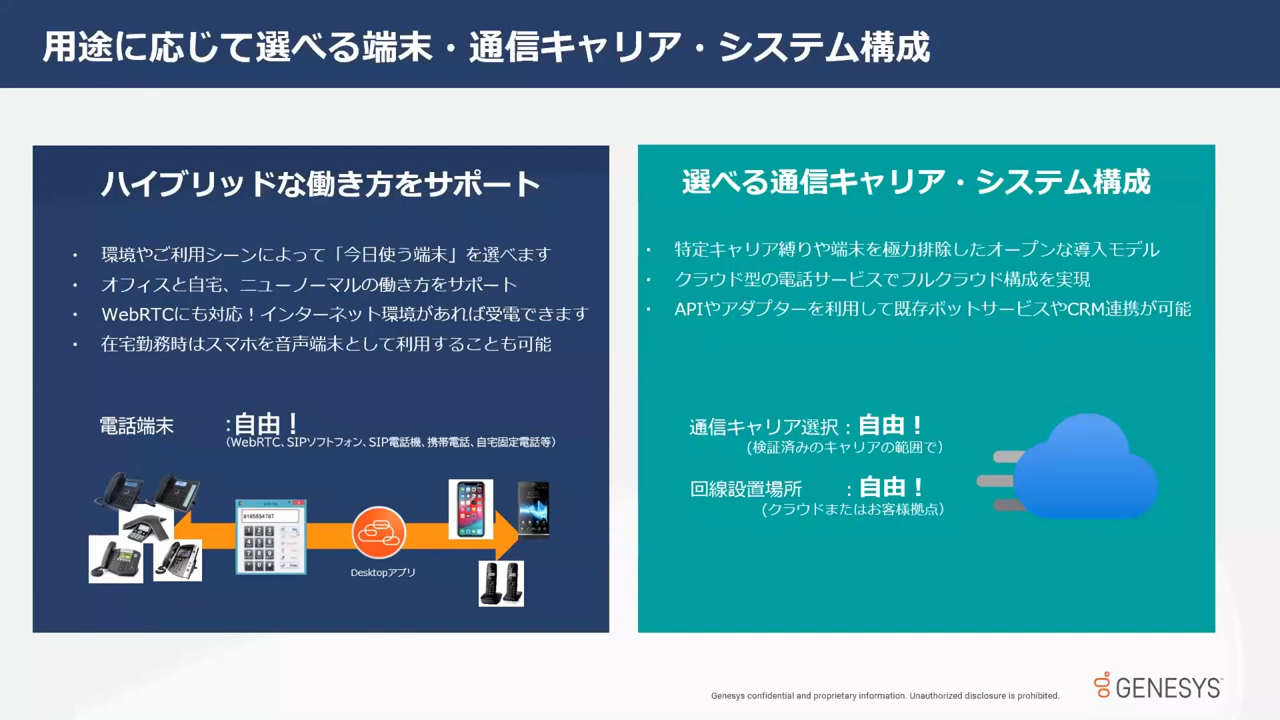 用途に応じて選べる端末・通信キャリア・システム構成
ハイブリッドな働き方をサポート
・ 環境やご利用シーンによって「今日使う端末」を選べます
・ オフィスと自宅、ニューノーマルの働き方をサポート
・ WebRTCにも対応！インターネット環境があれば受電できます
・ 在宅勤務時はスマホを音声端末として利用することも可能
電話端末 :自由！
（WebRTC、SIPソフトフォン、SIP電話機、携帯電話、自宅固定電話等）
8185554787
Desktopアプリ
選べる通信キャリア・システム構成
・ 特定キャリア縛りや端末を極力排除したオープンな導入モデル
・ クラウド型の電話サービスでフルクラウド構成を実現
・ APIやアダプターを利用して既存ボットサービスやCRM連携が可能
通信キャリア選択：自由！
(検証済みのキャリアの範囲で）
回線設置場所 ：自由！
(クラウドまたはお客様拠点）
Genesys confidential and proprietary information. Unauthorized disclosure is prohibited.
GENESYS